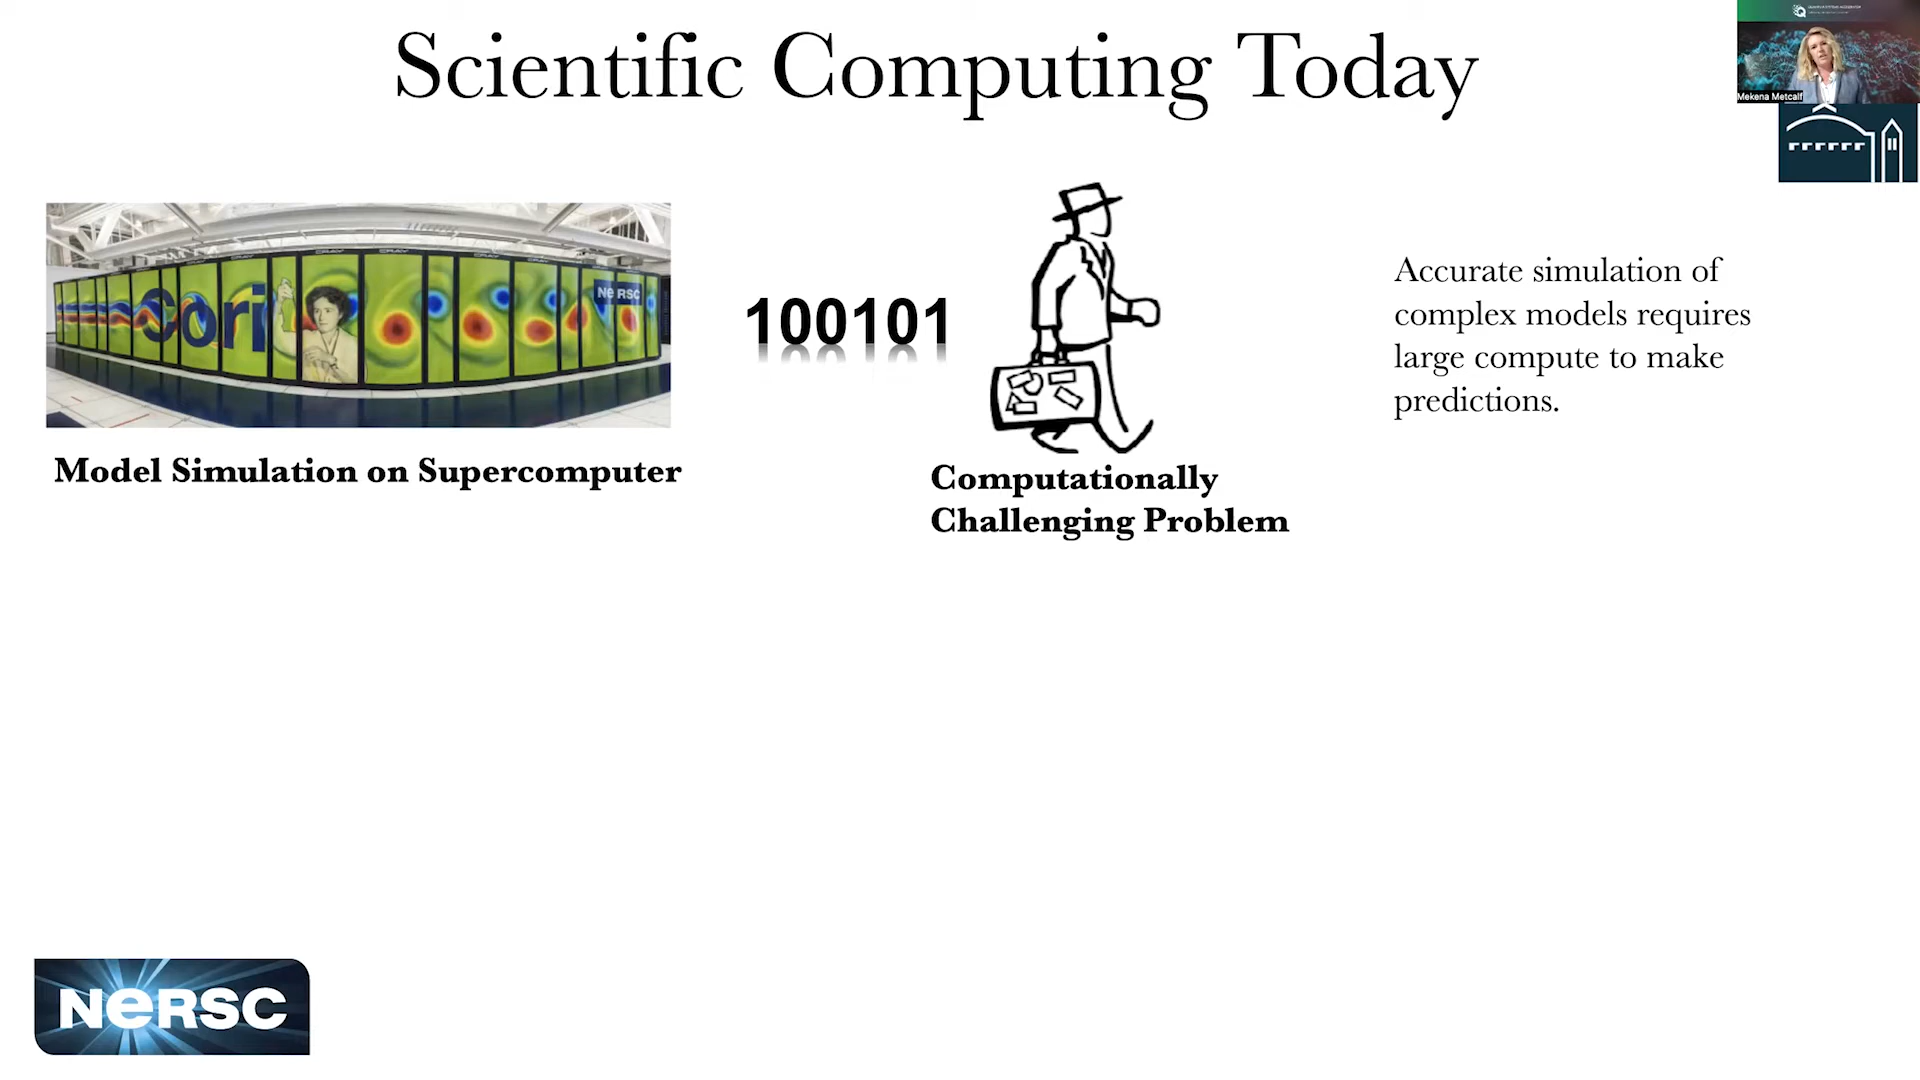 Scientific Computing Today
Mekena Metcalf
Cori
NeRSC
100101
Accurate simulation of
complex models requires
large compute to make
predictions.
Model Simulation on Supercomputer
Computationally
Challenging Problem
NeRSC